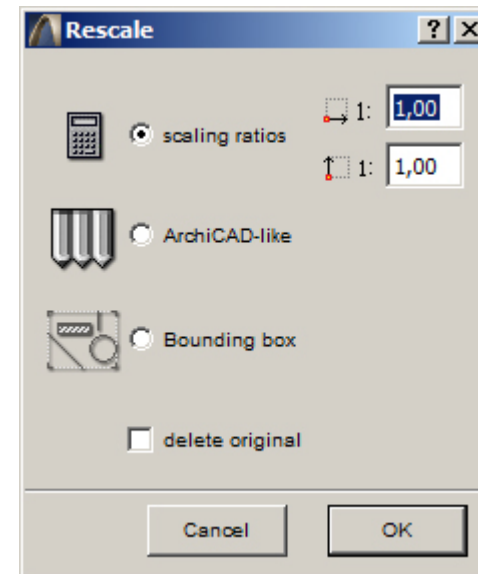 Rescale
scaling ratios
1: 1,00
1: 1,00
ArchiCAD-like
Bounding box
delete original
Cancel OK